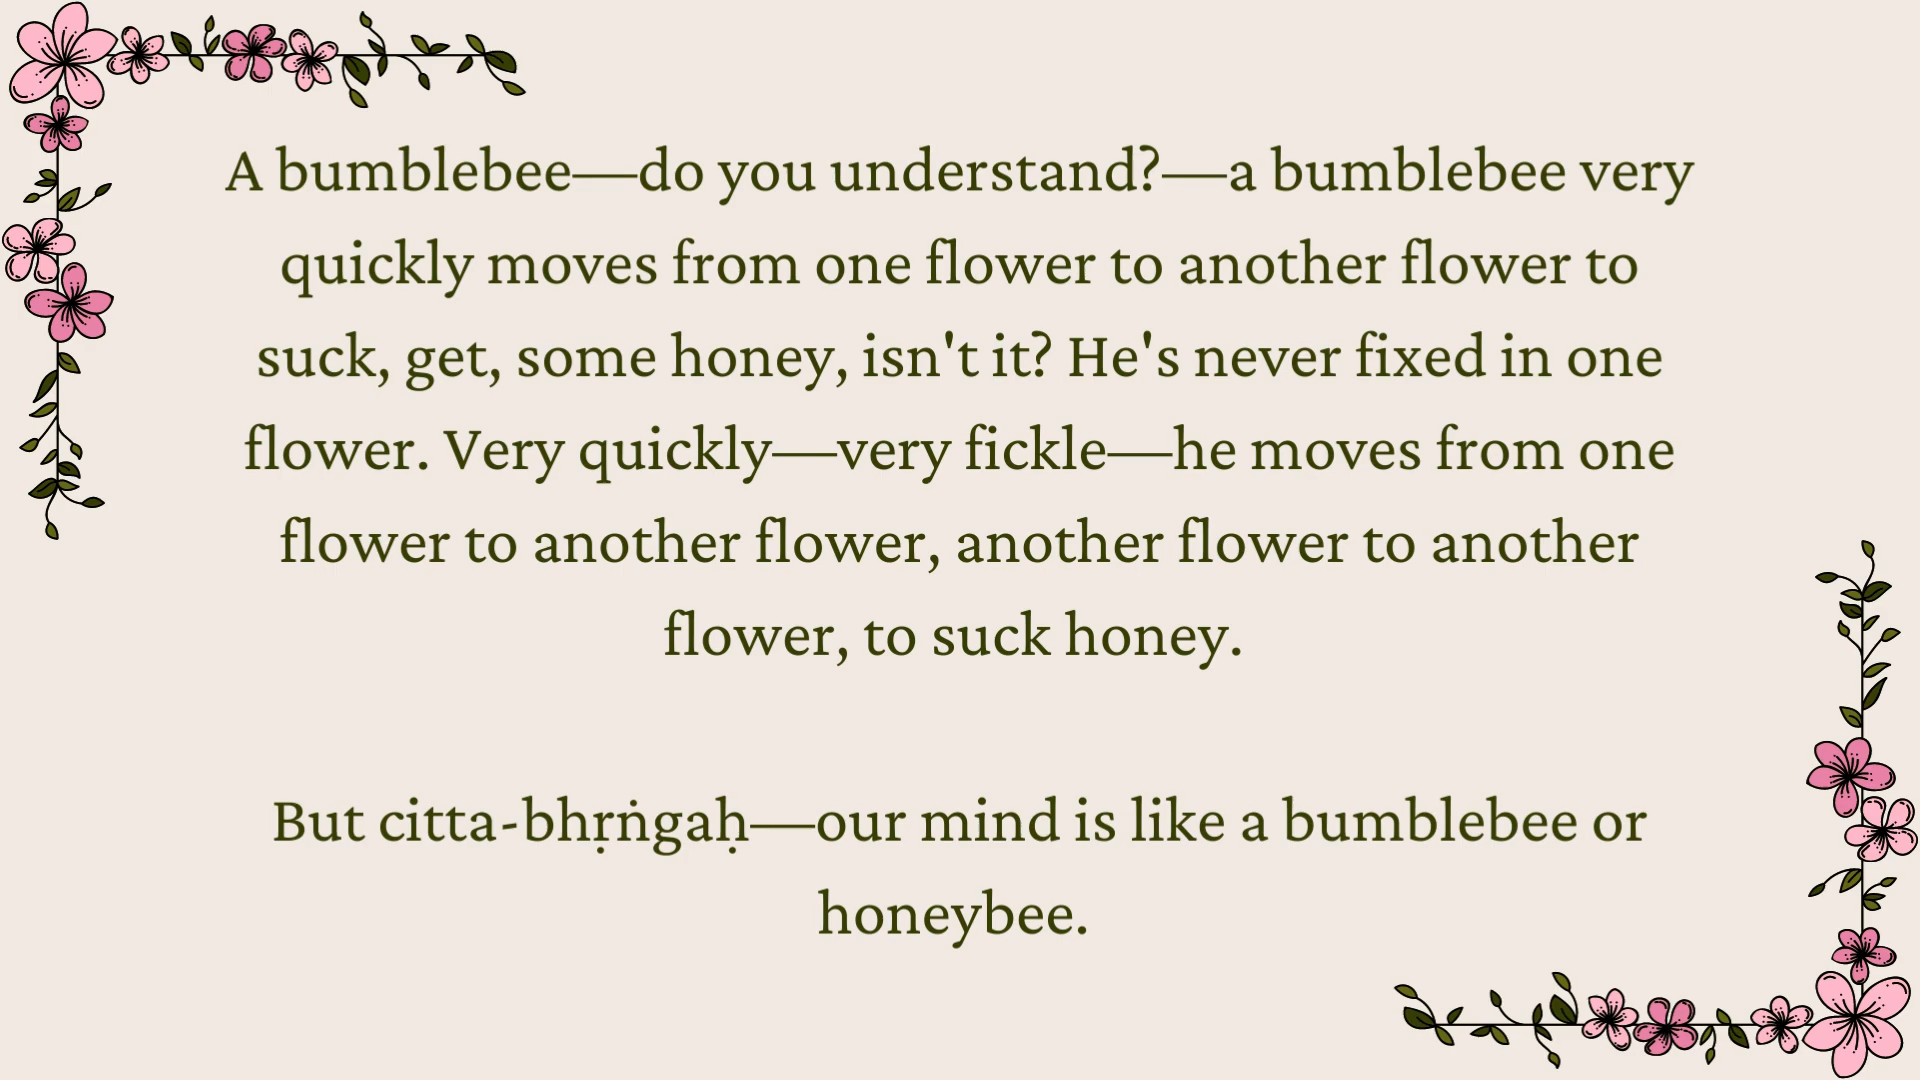 A bumblebee—do you understand?—a bumblebee very
quickly moves from one flower to another flower to
suck, get, some honey, isn't it? He's never fixed in one
flower. Very quickly—very fickle—he moves from one
flower to another flower, another flower to another
flower, to suck honey.
But citta-bhṛṅgaḥ—our mind is like a bumblebee or
honeybee.